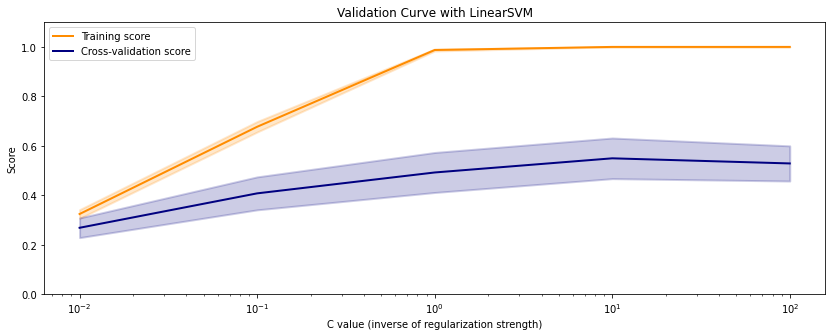 Validation Curve with LinearSVM
Training score
Cross-validation score
1.0
0.8
0.6
0.4
0.2
0.0
Score
10⁻² 10⁻¹ 10⁰ 10¹ 10²
C value (inverse of regularization strength)